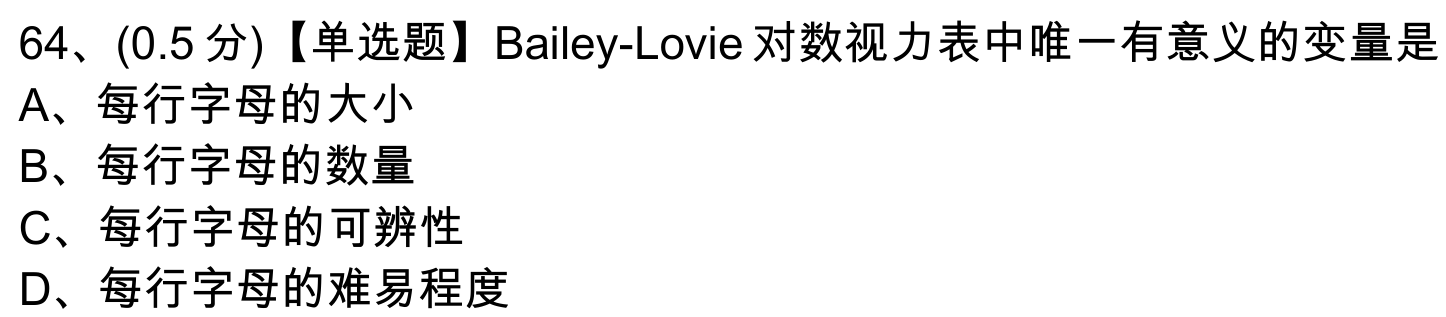 64、(0.5 分)【单选题】Bailey-Lovie 对数视力表中唯一有意义的变量是
A、每行字母的大小
B、每行字母的数量
C、每行字母的可辨性
D、每行字母的难易程度